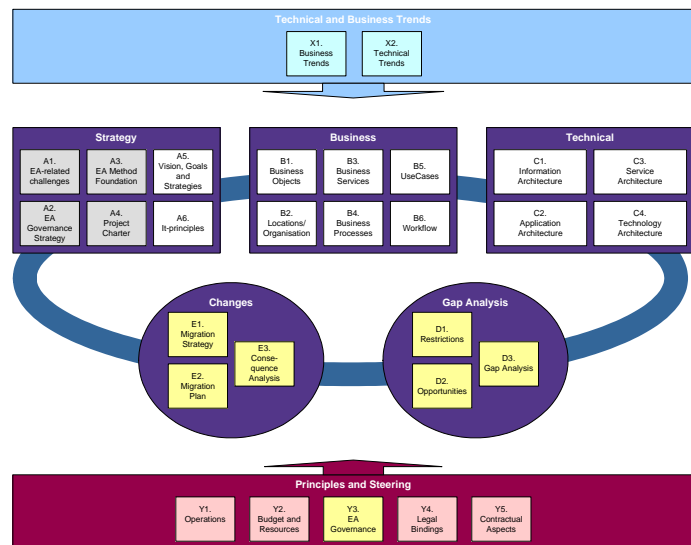 Technical and Business Trends
X1.
Business
Trends
X2.
Technical
Trends
Strategy
A1.
EA-related
challenges
A3.
EA Method
Foundation
A5.
Vision, Goals
and
Strategies
A2.
EA
Governance
Strategy
A4.
Project
Charter
A6.
It-principles
Business
B1.
Business
Objects
B3.
Business
Services
B5.
UseCases
B2.
Locations/
Organisation
B4.
Business
Processes
B6.
Workflow
Technical
C1.
Information
Architecture
C3.
Service
Architecture
C2.
Application
Architecture
C4.
Technology
Architecture
Changes
E1.
Migration
Strategy
E3.
Conse-
quence
Analysis
E2.
Migration
Plan
Gap Analysis
D1.
Restrictions
D3.
Gap Analysis
D2.
Opportunities
Principles and Steering
Y1.
Operations
Y2.
Budget and
Resources
Y3.
EA
Governance
Y4.
Legal
Bindings
Y5.
Contractual
Aspects